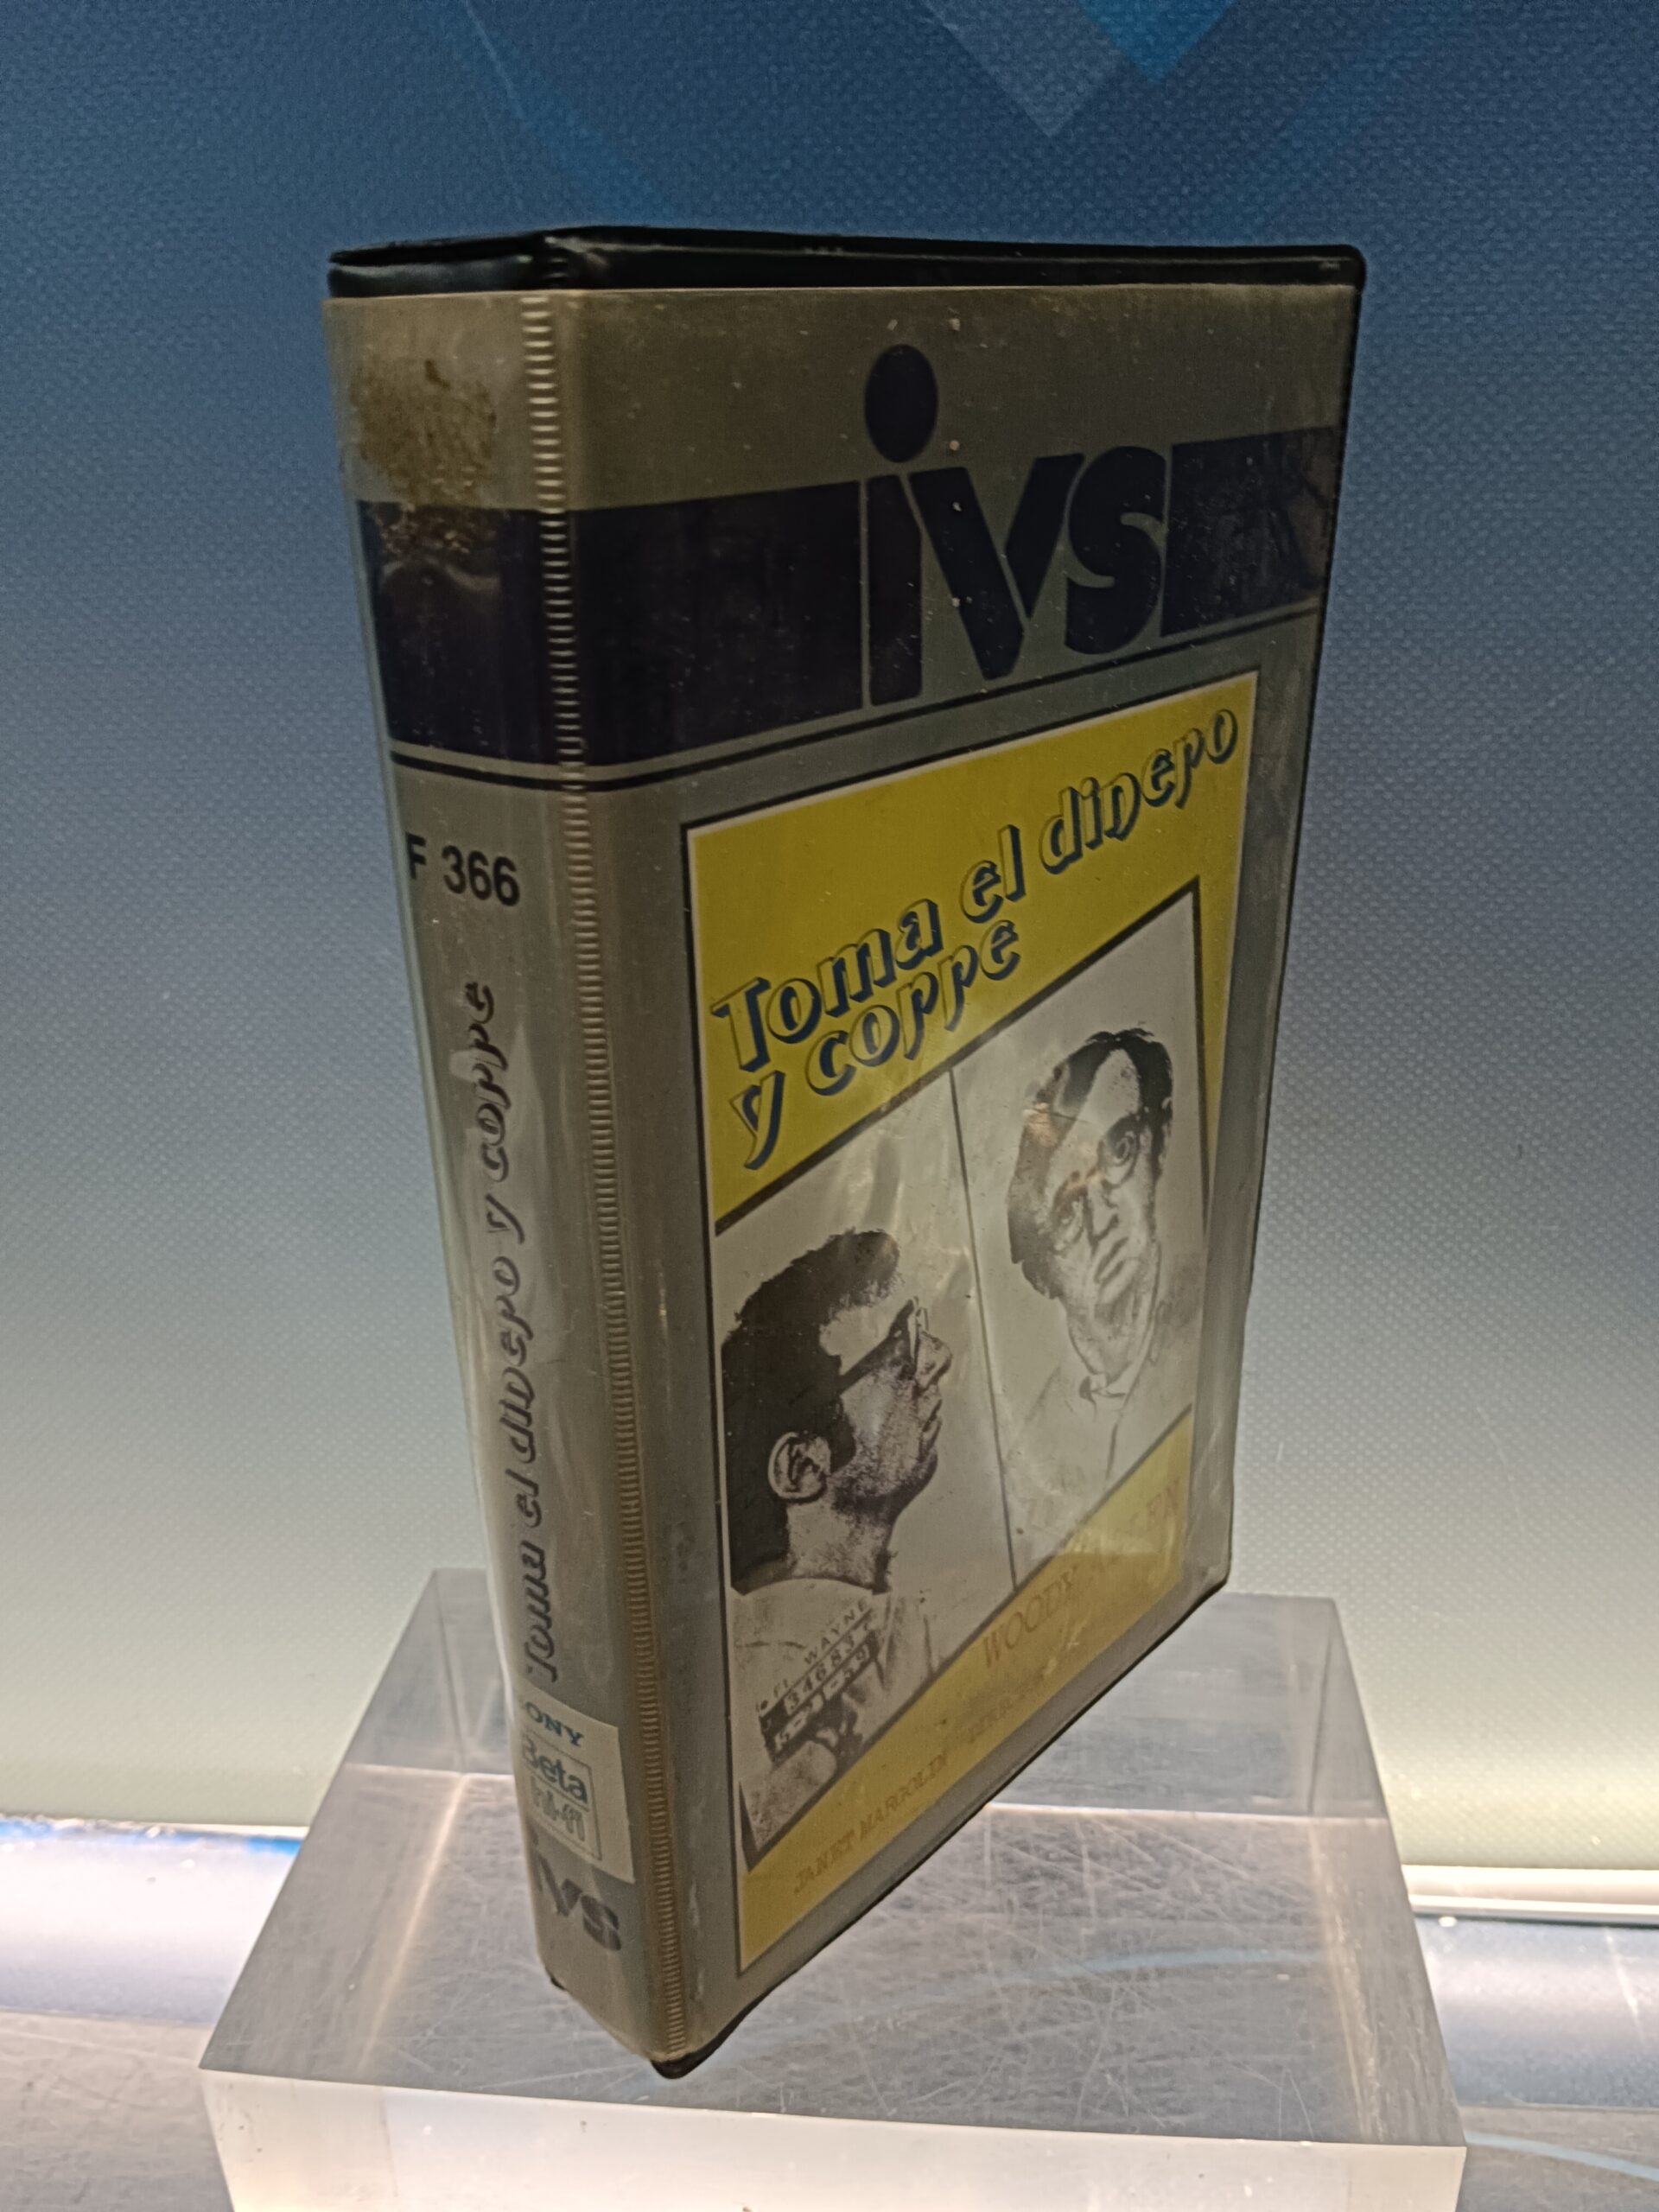 F 366
Toma el dinero y corre
SONY
Beta
hi-fi
ivs
ivs
Toma el dinero
y corre
FT. WAYNE
WOODY
JANET MARGOLIN